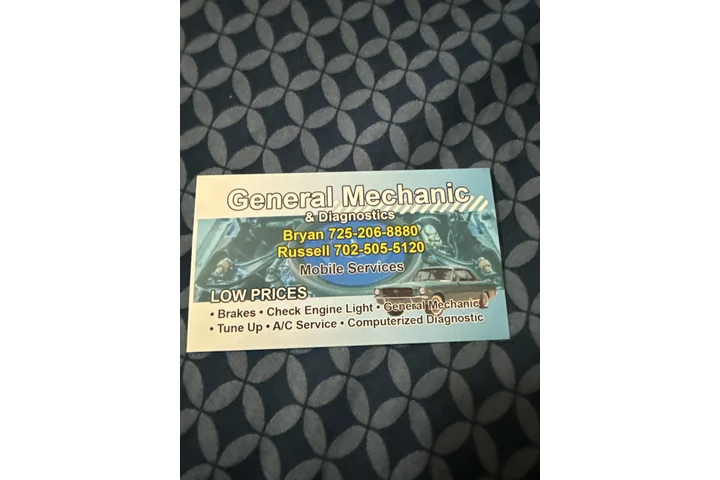 General Mechanic
& Diagnostics
Bryan 725-206-8880
Russell 702-505-5120
Mobile Services
LOW PRICES
• Brakes • Check Engine Light • General Mechanic
• Tune Up • A/C Service • Computerized Diagnostic